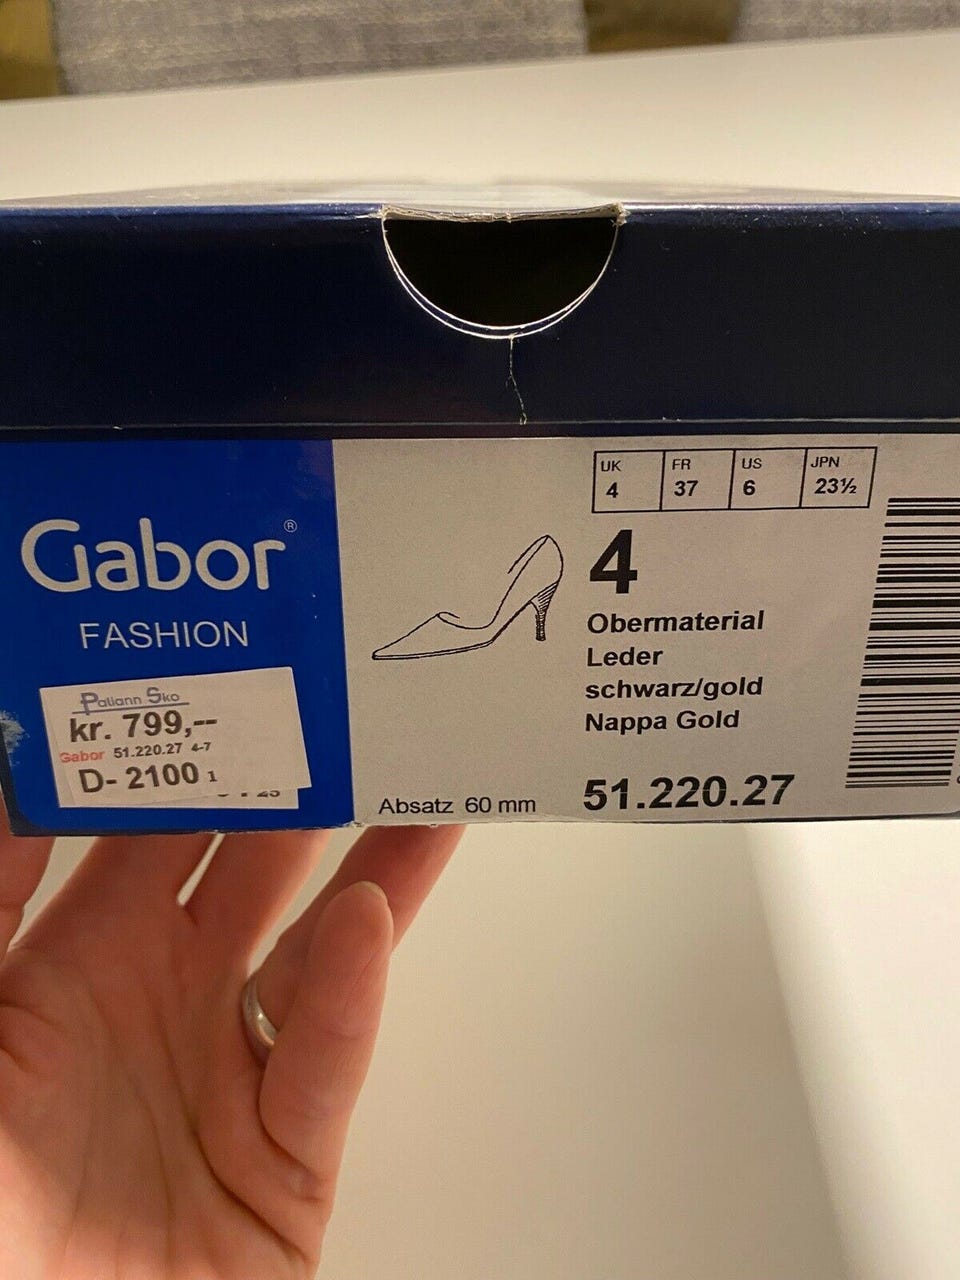 UK FR US JPN
4 37 6 23½
Gabor®
FASHION
4
Obermaterial
Leder
schwarz/gold
Nappa Gold
51.220.27
Absatz 60 mm
Paliann Sko
kr. 799,--
Gabor 51.220.27 4-7
D- 2100 1